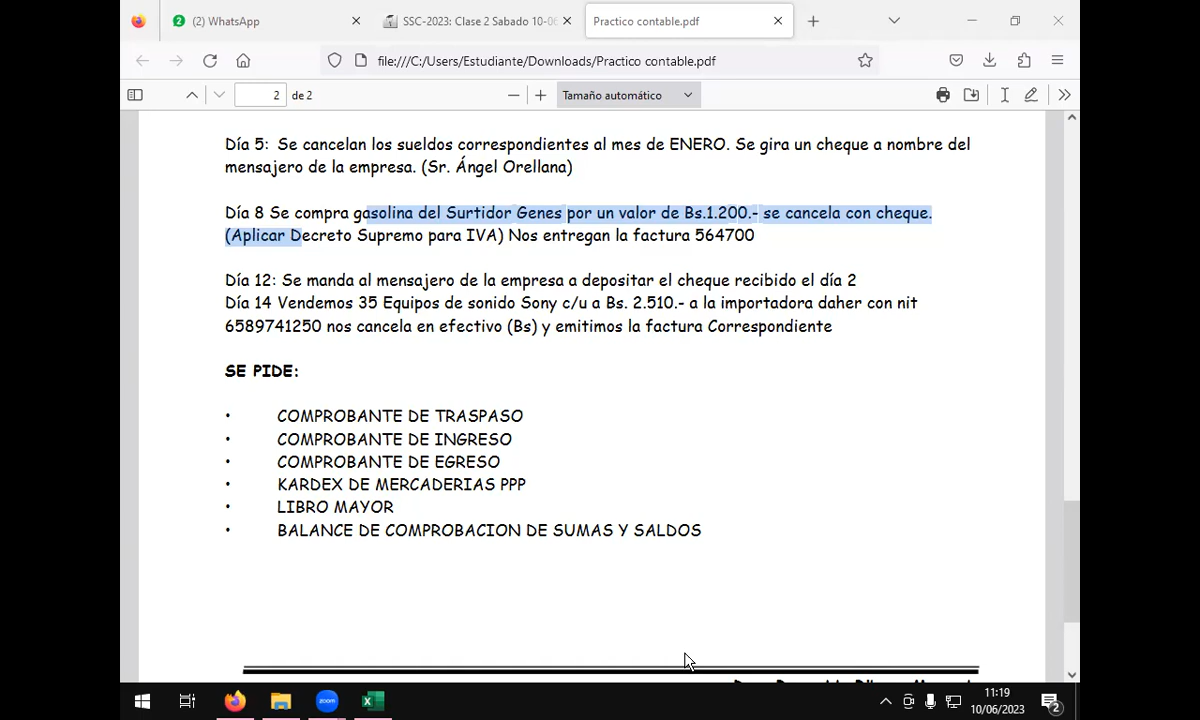 (2) WhatsApp
SSC-2023: Clase 2 Sabado 10-06
Practico contable.pdf
file:///C:/Users/Estudiante/Downloads/Practico contable.pdf
2 de 2
Tamaño automático
Día 5: Se cancelan los sueldos correspondientes al mes de ENERO. Se gira un cheque a nombre del
mensajero de la empresa. (Sr. Ángel Orellana)
Día 8 Se compra gasolina del Surtidor Genes por un valor de Bs.1.200.- se cancela con cheque.
(Aplicar Decreto Supremo para IVA) Nos entregan la factura 564700
Día 12: Se manda al mensajero de la empresa a depositar el cheque recibido el día 2
Día 14 Vendemos 35 Equipos de sonido Sony c/u a Bs. 2.510.- a la importadora daher con nit
6589741250 nos cancela en efectivo (Bs) y emitimos la factura Correspondiente
SE PIDE:
• COMPROBANTE DE TRASPASO
• COMPROBANTE DE INGRESO
• COMPROBANTE DE EGRESO
• KARDEX DE MERCADERIAS PPP
• LIBRO MAYOR
• BALANCE DE COMPROBACION DE SUMAS Y SALDOS
zoom
11:19
10/06/2023
2